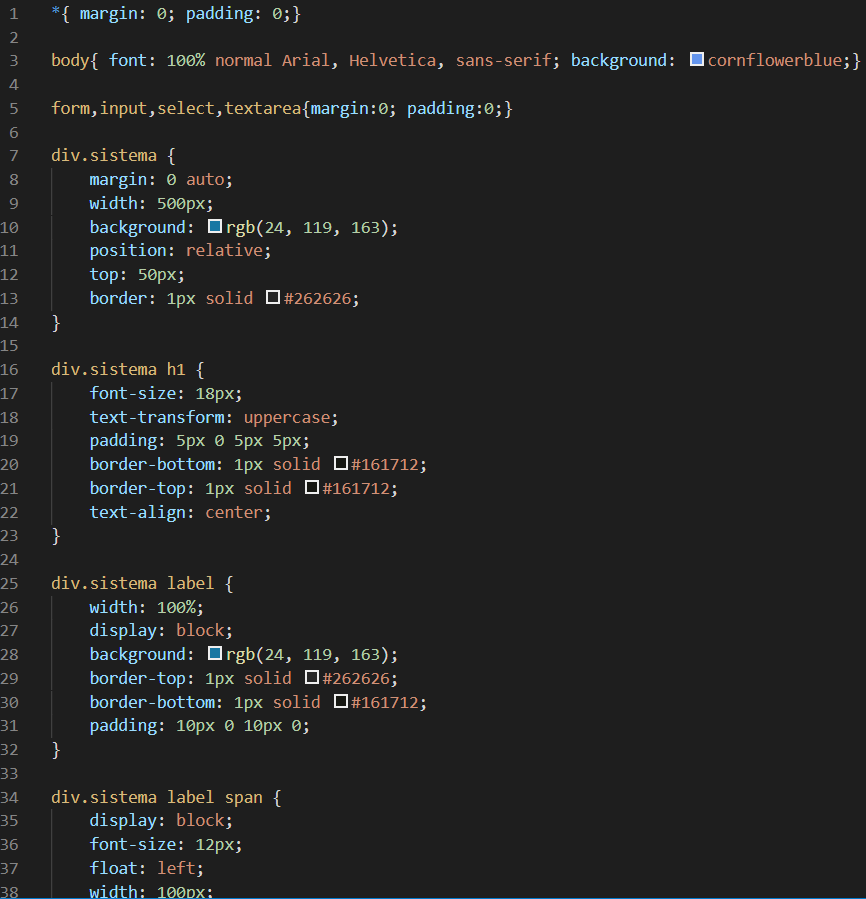 1 *{ margin: 0; padding: 0;}
2
3 body{ font: 100% normal Arial, Helvetica, sans-serif; background: cornflowerblue;}
4
5 form,input,select,textarea{margin:0; padding:0;}
6
7 div.sistema {
8 margin: 0 auto;
9 width: 500px;
10 background: rgb(24, 119, 163);
11 position: relative;
12 top: 50px;
13 border: 1px solid #262626;
14 }
15
16 div.sistema h1 {
17 font-size: 18px;
18 text-transform: uppercase;
19 padding: 5px 0 5px 5px;
20 border-bottom: 1px solid #161712;
21 border-top: 1px solid #161712;
22 text-align: center;
23 }
24
25 div.sistema label {
26 width: 100%;
27 display: block;
28 background: rgb(24, 119, 163);
29 border-top: 1px solid #262626;
30 border-bottom: 1px solid #161712;
31 padding: 10px 0 10px 0;
32 }
33
34 div.sistema label span {
35 display: block;
36 font-size: 12px;
37 float: left;
38 width: 100px;